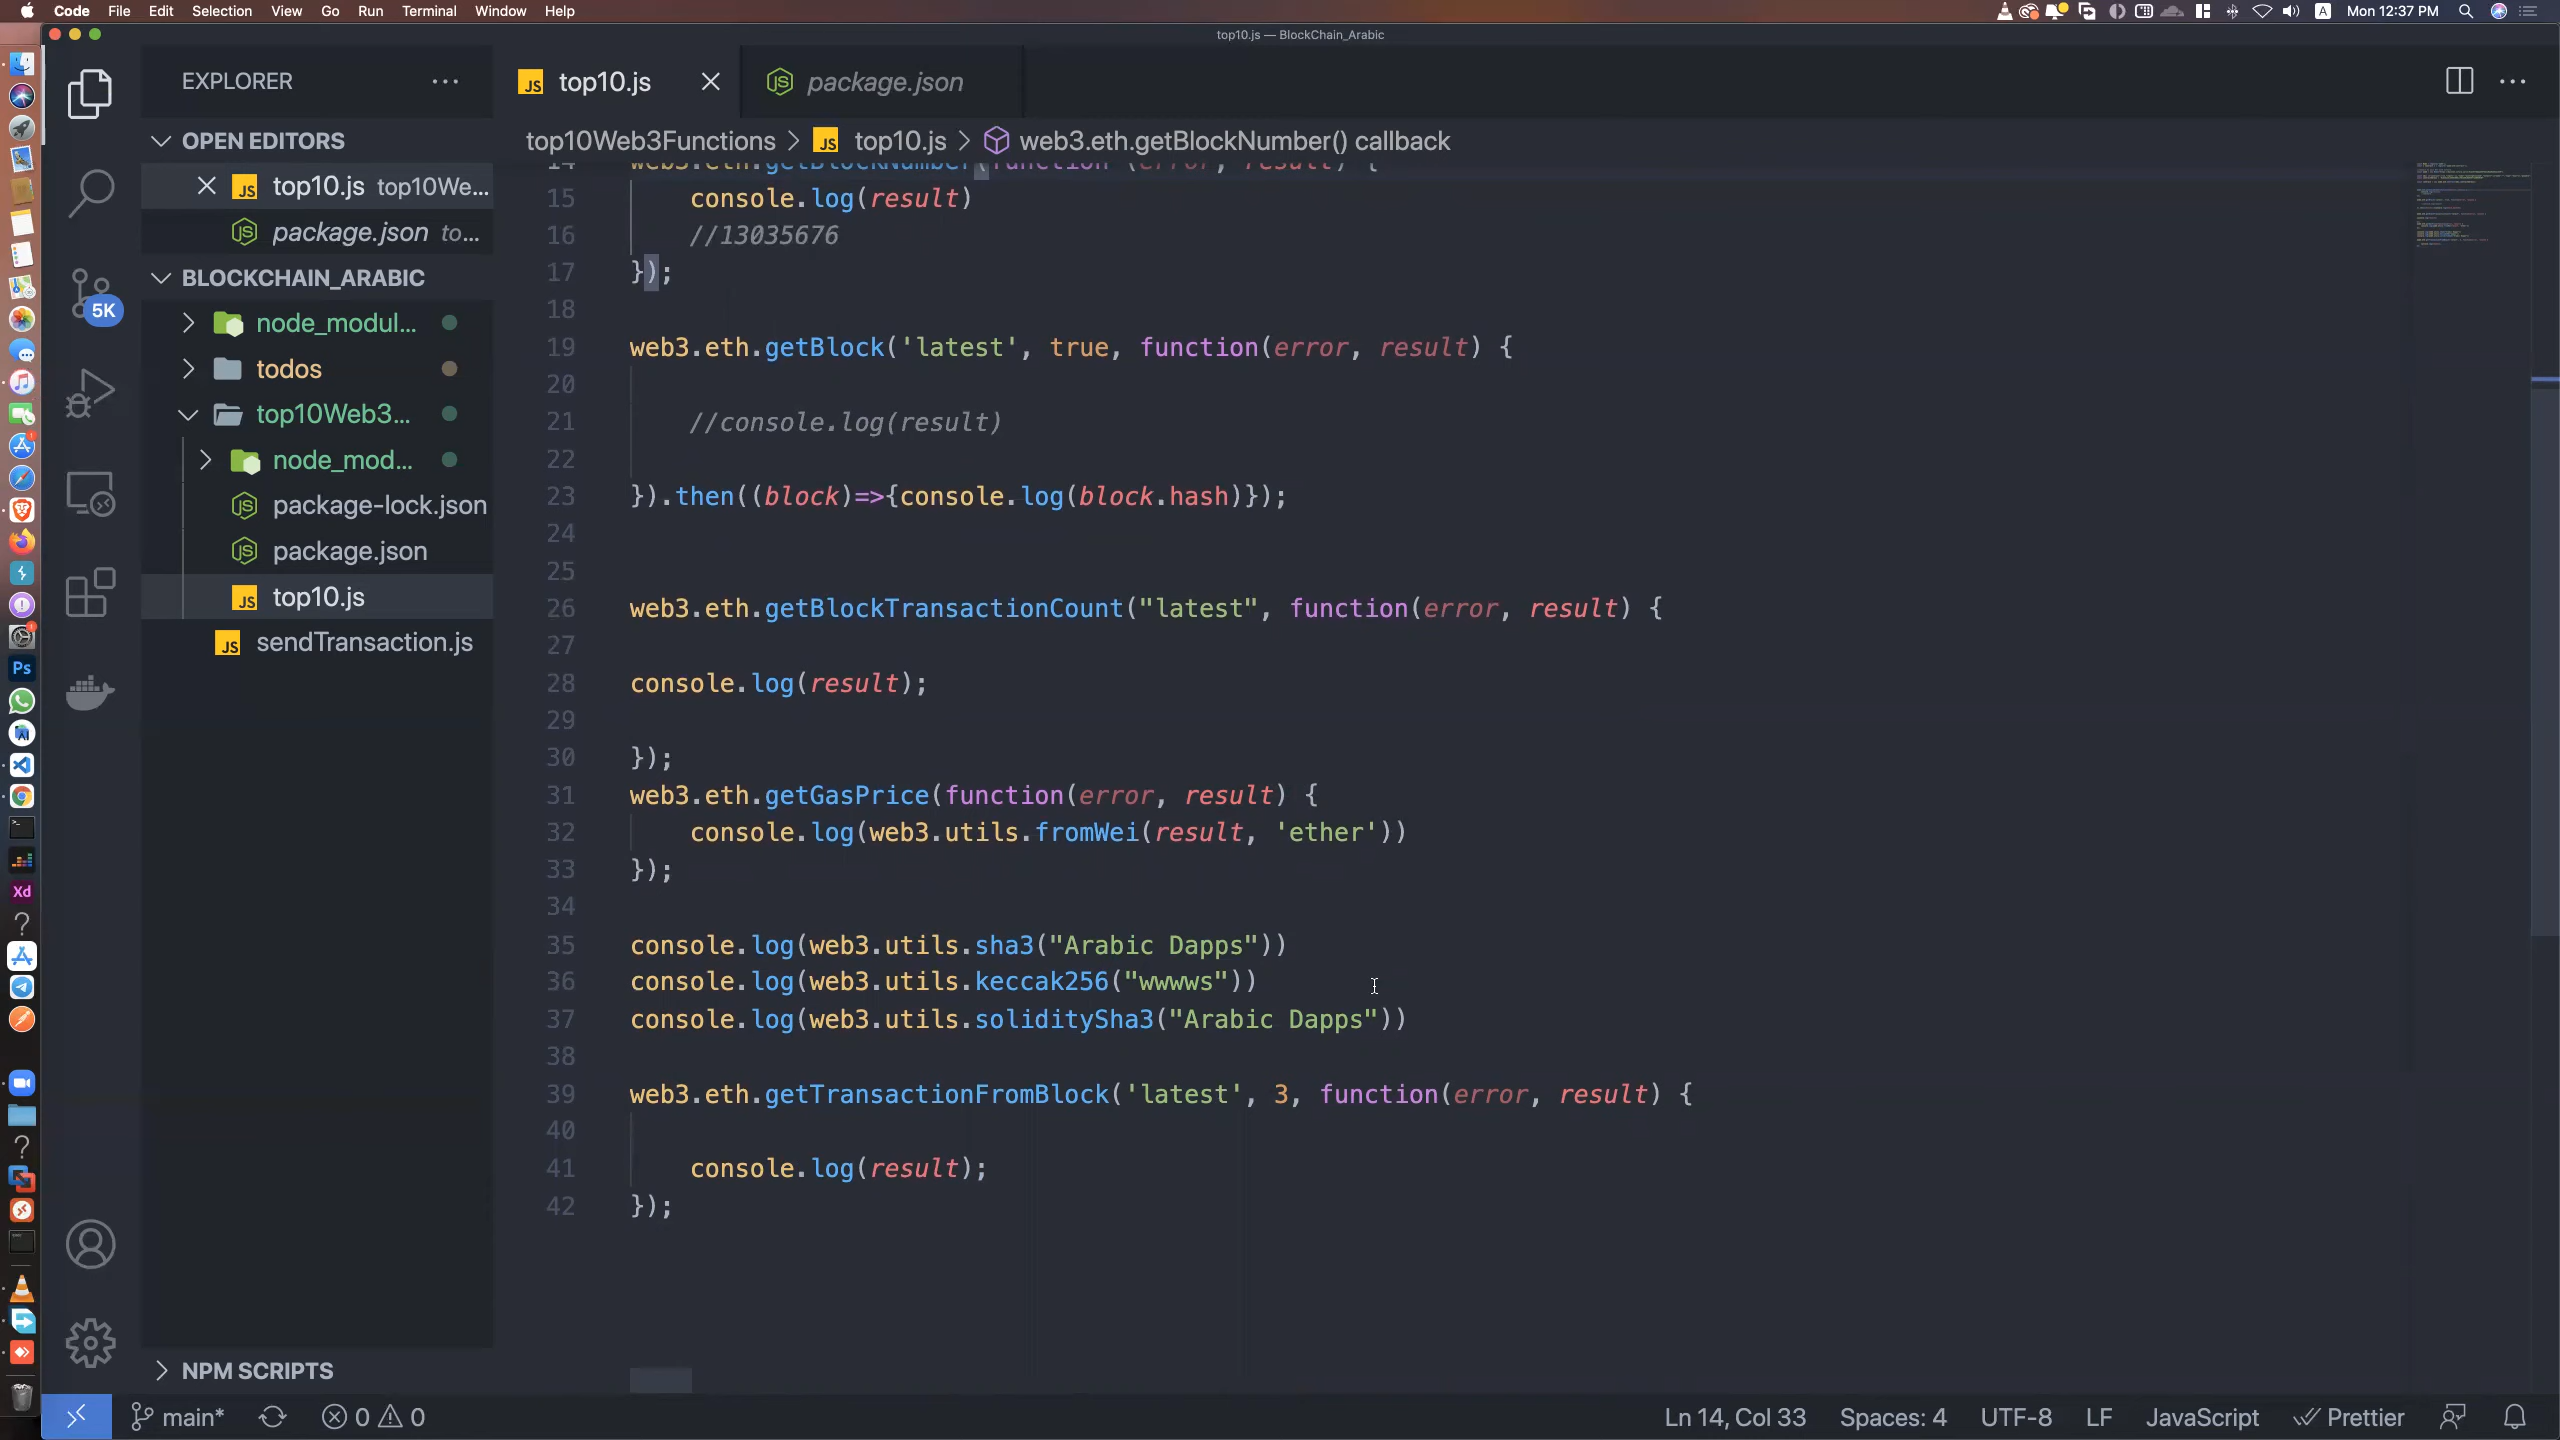 Code File Edit Selection View Go Run Terminal Window Help
A Mon 12:37 PM
top10.js — BlockChain_Arabic
EXPLORER
top10.js
package.json
OPEN EDITORS
top10Web3Functions > top10.js > web3.eth.getBlockNumber() callback
top10.js top10We...
package.json to...
BLOCKCHAIN_ARABIC
node_modul...
todos
top10Web3...
node_mod...
package-lock.json
package.json
top10.js
sendTransaction.js
5K
NPM SCRIPTS
14 web3.eth.getBlockNumber(function (error, result) {
15 console.log(result)
16 //13035676
17 });
18
19 web3.eth.getBlock('latest', true, function(error, result) {
20
21 //console.log(result)
22
23 }).then((block)=>{console.log(block.hash)});
24
25
26 web3.eth.getBlockTransactionCount("latest", function(error, result) {
27
28 console.log(result);
29
30 });
31 web3.eth.getGasPrice(function(error, result) {
32 console.log(web3.utils.fromWei(result, 'ether'))
33 });
34
35 console.log(web3.utils.sha3("Arabic Dapps"))
36 console.log(web3.utils.keccak256("wwwws"))
37 console.log(web3.utils.soliditySha3("Arabic Dapps"))
38
39 web3.eth.getTransactionFromBlock('latest', 3, function(error, result) {
40
41 console.log(result);
42 });
Ps
Xd
main* 0 0 Ln 14, Col 33 Spaces: 4 UTF-8 LF JavaScript Prettier